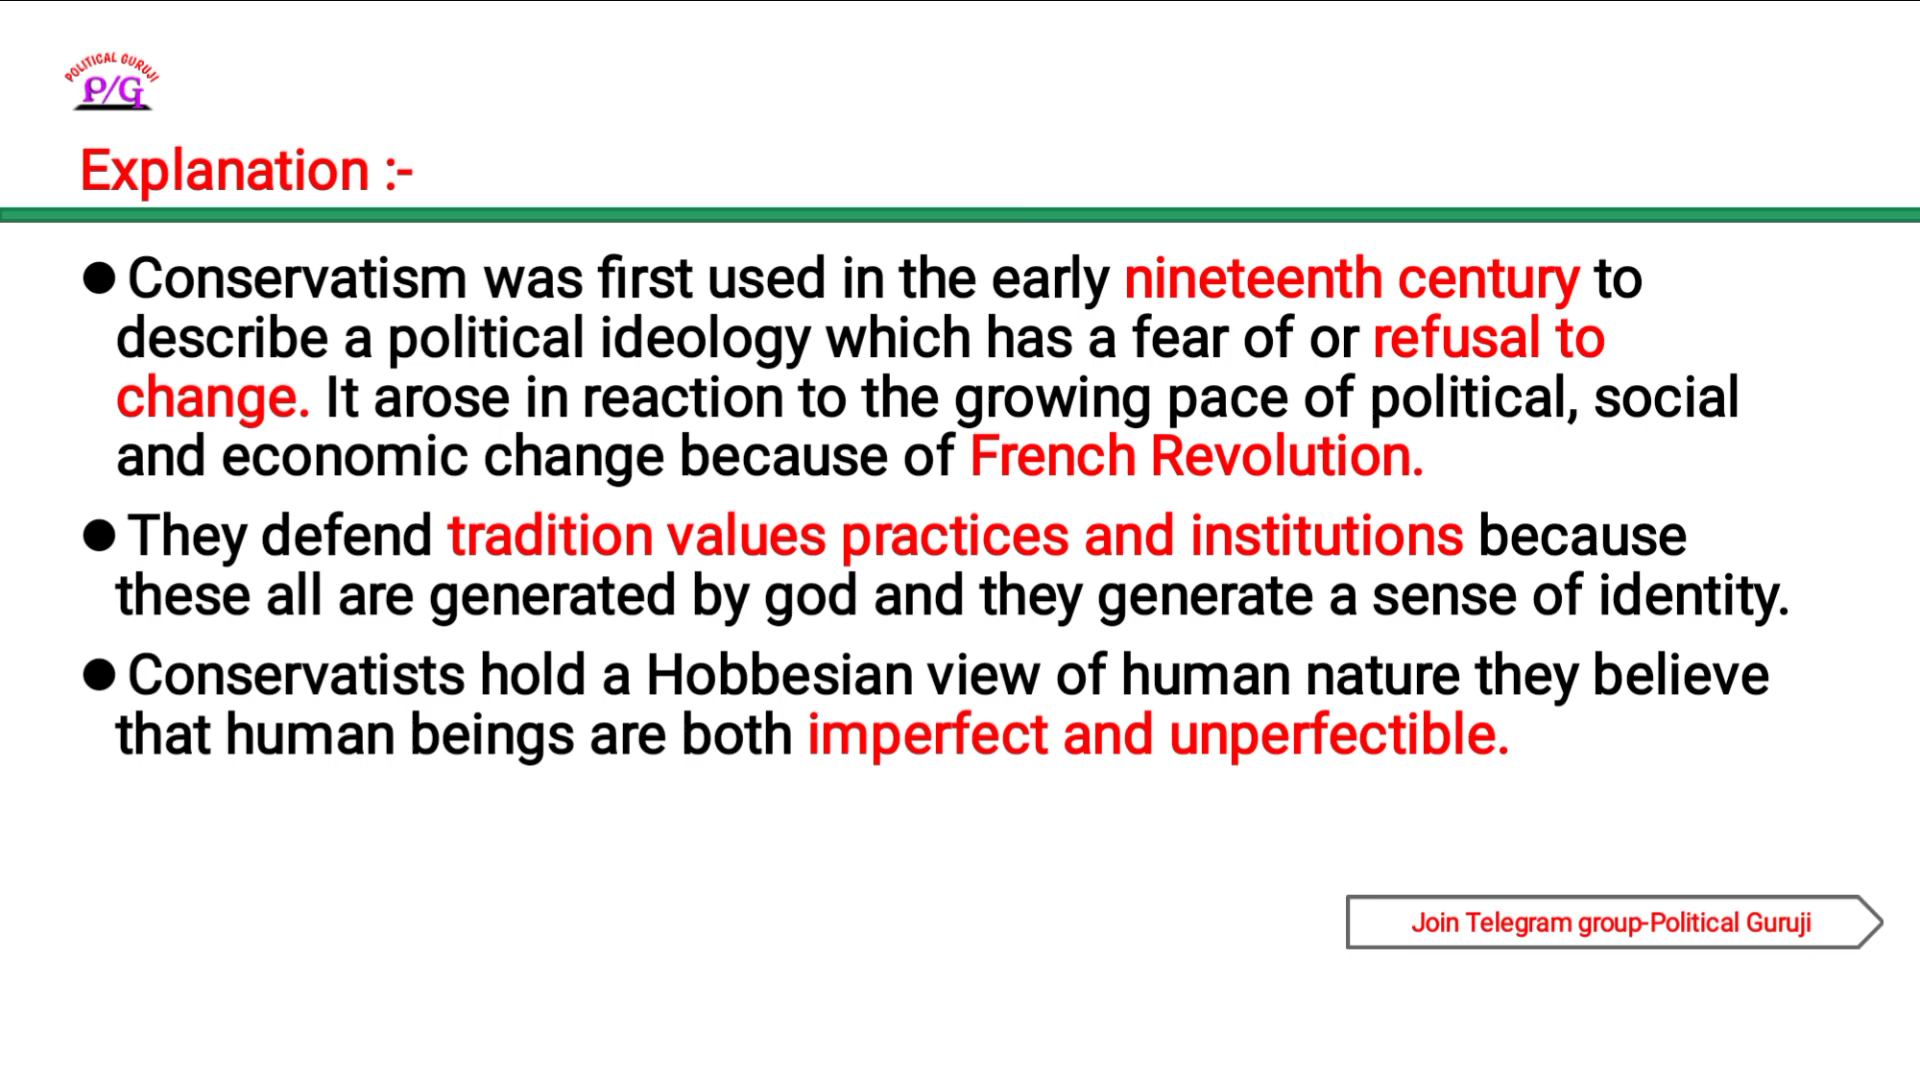 POLITICAL GURUJI
P/G
Explanation :-
● Conservatism was first used in the early nineteenth century to
describe a political ideology which has a fear of or refusal to
change. It arose in reaction to the growing pace of political, social
and economic change because of French Revolution.
● They defend tradition values practices and institutions because
these all are generated by god and they generate a sense of identity.
● Conservatists hold a Hobbesian view of human nature they believe
that human beings are both imperfect and unperfectible.
Join Telegram group-Political Guruji